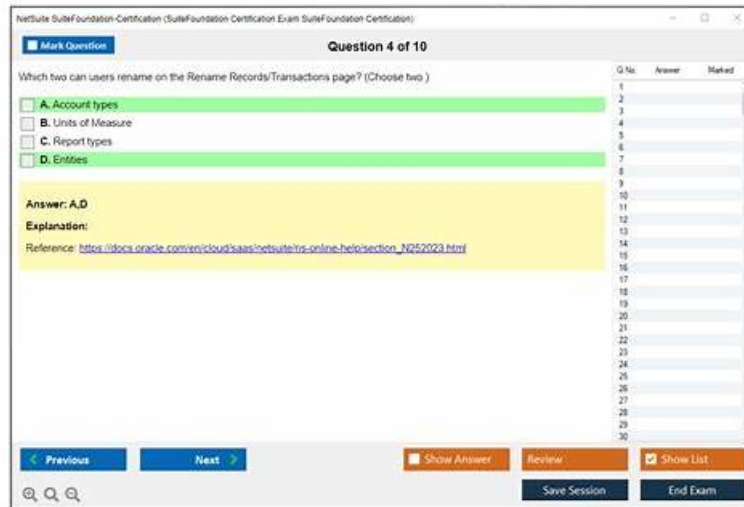 NetSuite SuiteFoundation-Certification (SuiteFoundation Certification Exam SuiteFoundation Certification)
Mark Question
Question 4 of 10
Which two can users rename on the Rename Records/Transactions page? (Choose two.)
A. Account types
B. Units of Measure
C. Report types
D. Entities
Answer: A,D
Explanation:
Reference: https://docs.oracle.com/en/cloud/saas/netsuite/ns-online-help/section_N252023.html
Q No. Answer Marked
1
2
3
4
5
6
7
8
9
10
11
12
13
14
15
16
17
18
19
20
21
22
23
24
25
26
27
28
29
30
Previous
Next
Show Answer
Review
Show List
Save Session
End Exam